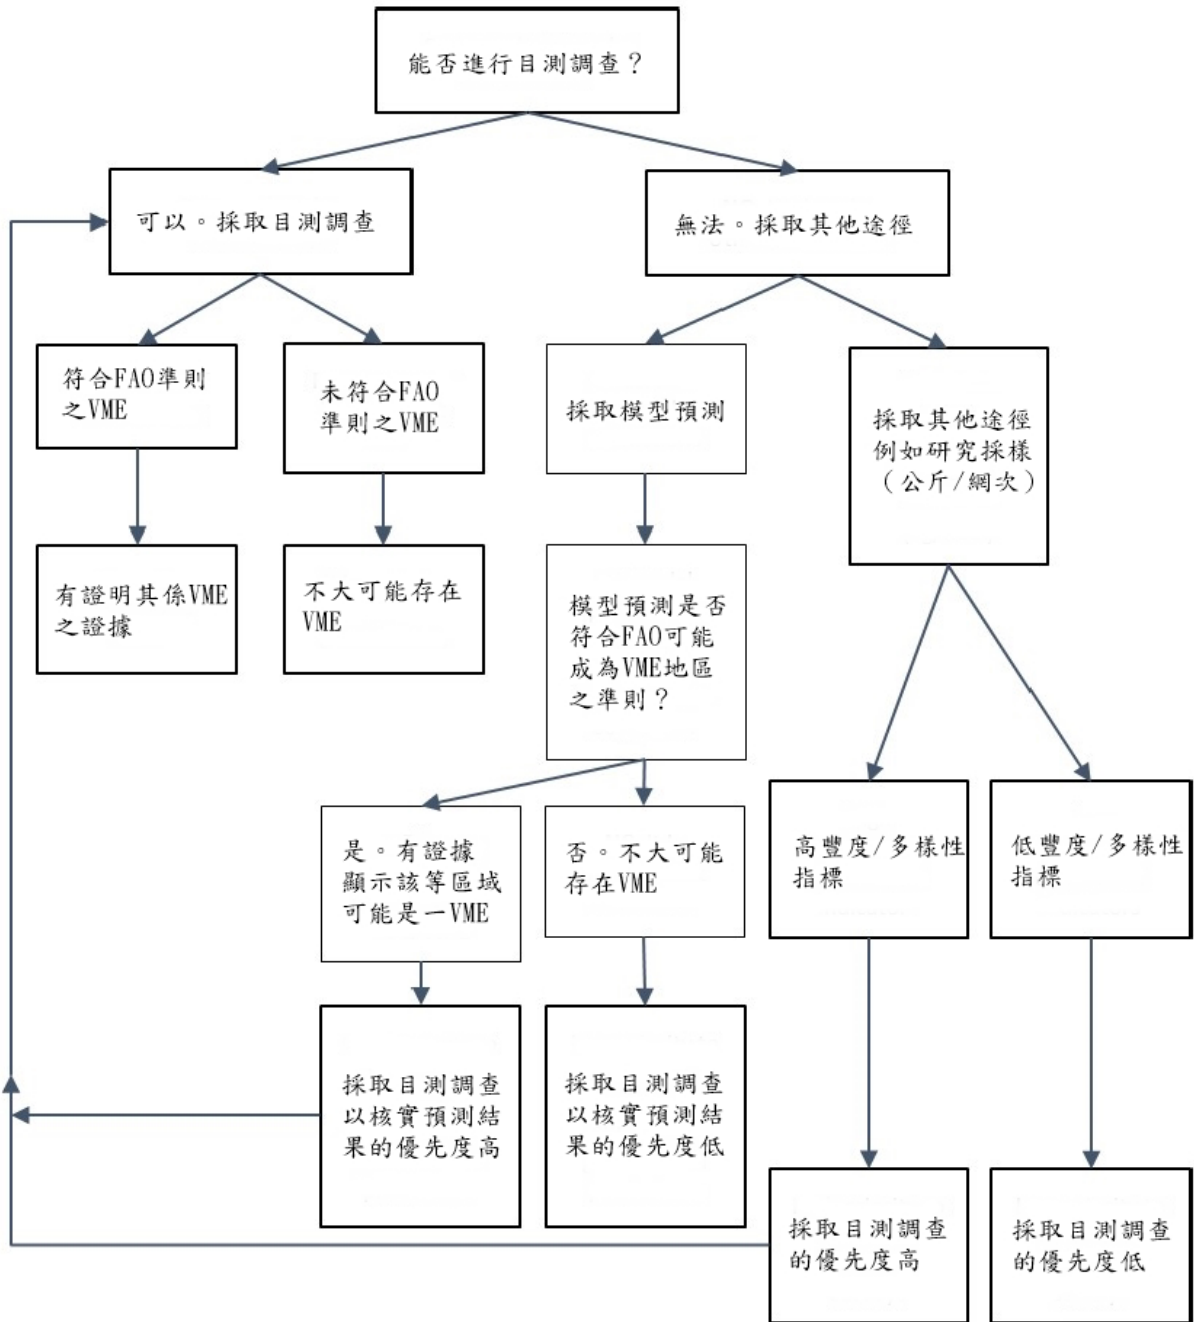 能否進行目測調查？
可以。採取目測調查
無法。採取其他途徑
符合FAO準則
之VME
未符合FAO
準則之VME
採取模型預測
採取其他途徑
例如研究採樣
（公斤/網次）
有證明其係VME
之證據
不大可能存在
VME
模型預測是否
符合FAO可能
成為VME地區
之準則？
是。有證據
顯示該等區域
可能是一VME
否。不大可能
存在VME
高豐度/多樣性
指標
低豐度/多樣性
指標
採取目測調查
以核實預測結
果的優先度高
採取目測調查
以核實預測結
果的優先度低
採取目測調查
的優先度高
採取目測調查
的優先度低